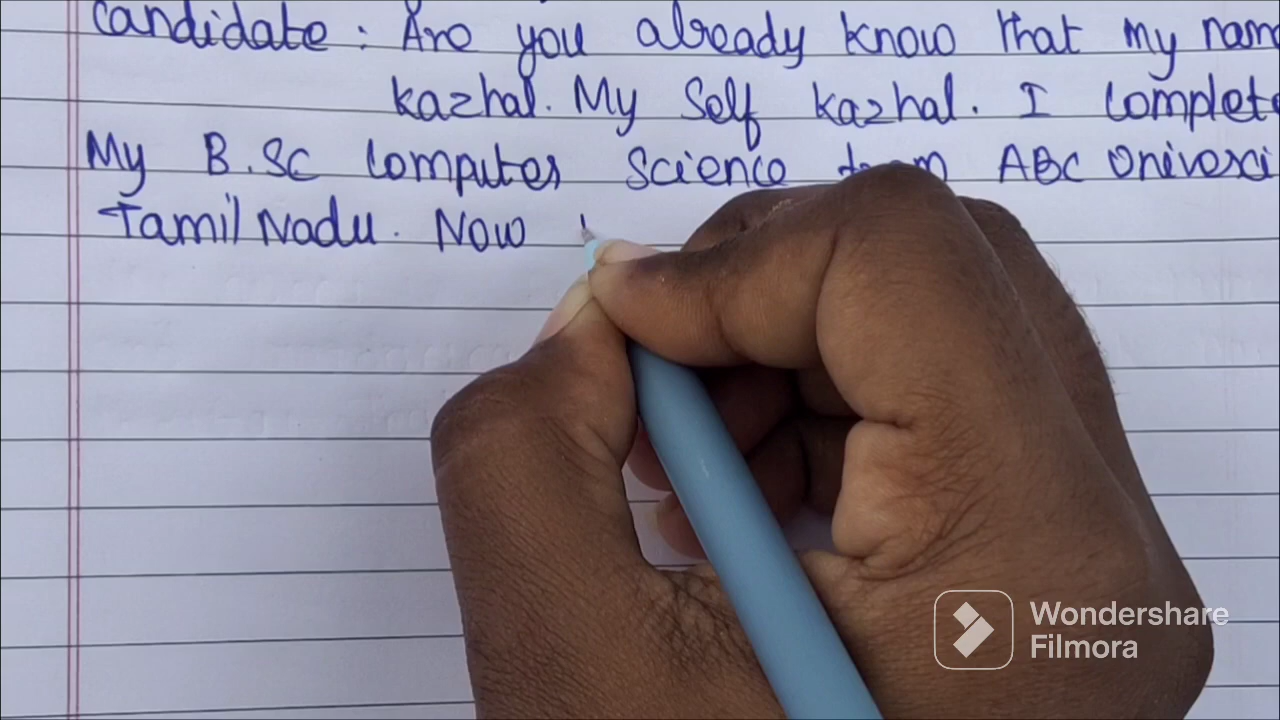 Candidate : Are you already know that my nam
kazhal. My Self kazhal. I complete
My B.Sc Computer Science from ABC Universi
Tamil Nadu. Now
Wondershare
Filmora